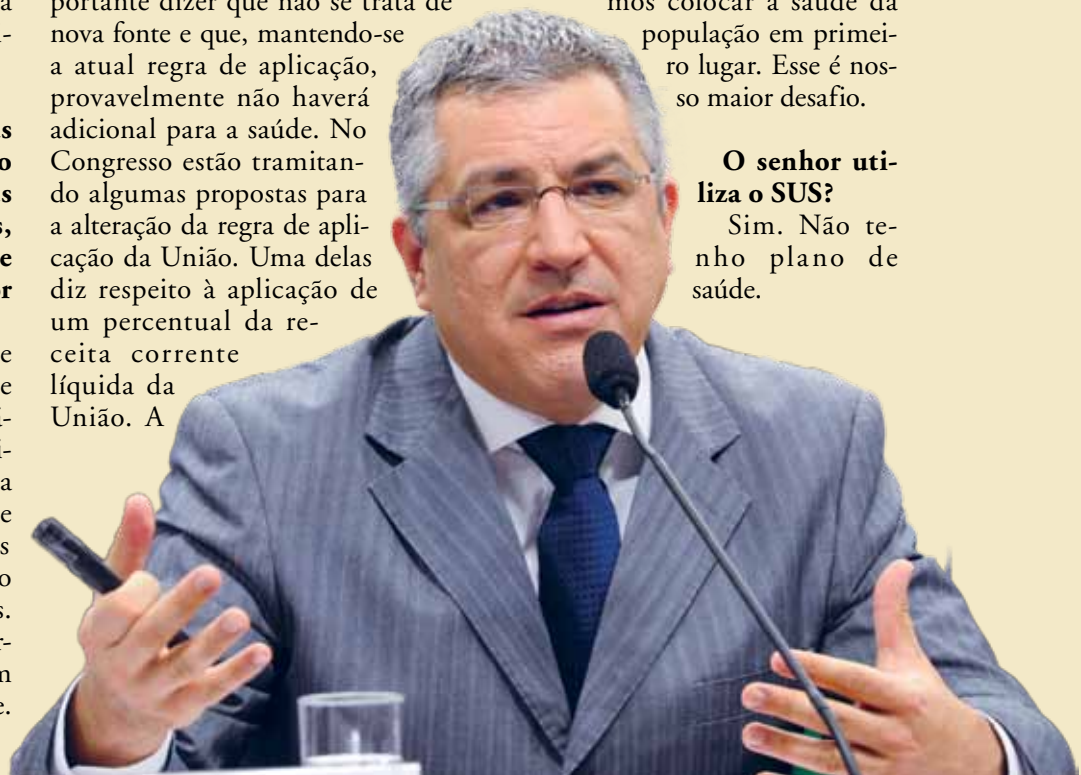 portante dizer que não se trata de
nova fonte e que, mantendo-se
a atual regra de aplicação,
provavelmente não haverá
adicional para a saúde. No
Congresso estão tramitan-
do algumas propostas para
a alteração da regra de apli-
cação da União. Uma delas
diz respeito à aplicação de
um percentual da re-
ceita corrente
líquida da
União. A
mos colocar a saúde da
população em primei-
ro lugar. Esse é nos-
so maior desafio.
O senhor uti-
liza o SUS?
Sim. Não te-
nho plano de
saúde.